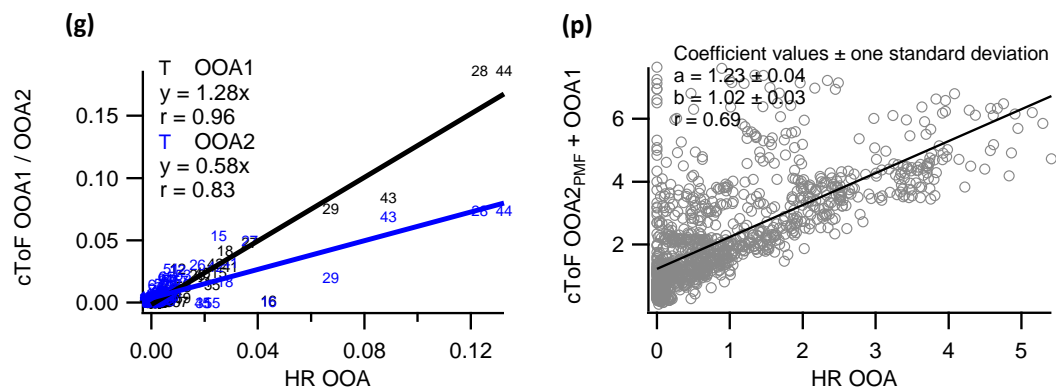 (g)
T OOA1
y = 1.28x
r = 0.96
T OOA2
y = 0.58x
r = 0.83
28 44
43
29
43
28 44
29
15
27
48
26
18
16
cToF OOA1 / OOA2
0.15
0.10
0.05
0.00
0.00 0.04 0.08 0.12
HR OOA
(p)
Coefficient values ± one standard deviation
a = 1.23 ± 0.04
b = 1.02 ± 0.03
r = 0.69
cToF OOA2PMF + OOA1
6
4
2
0 1 2 3 4 5
HR OOA